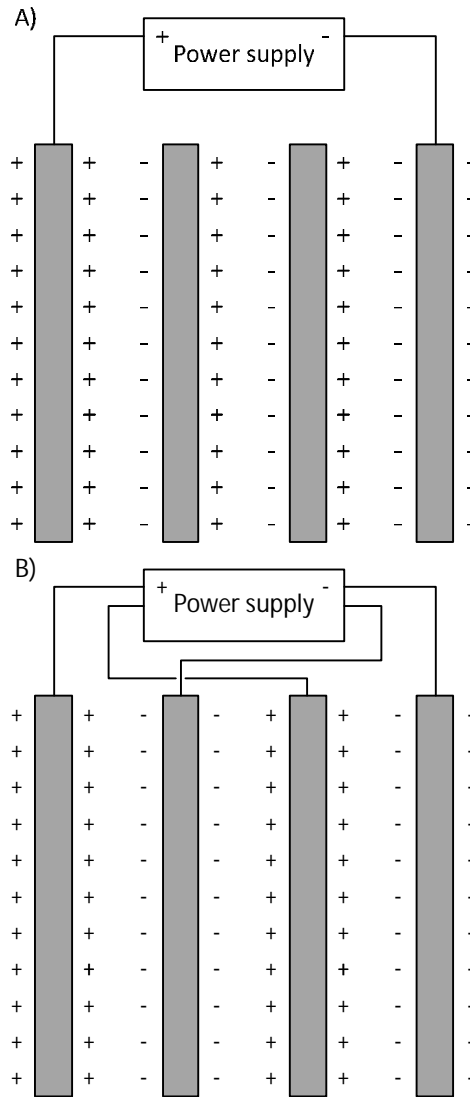 A)
+ Power supply -
+ + - + - + - -
+ + - + - + - -
+ + - + - + - -
+ + - + - + - -
+ + - + - + - -
+ + - + - + - -
+ + - + - + - -
+ + - + - + - -
+ + - + - + - -
+ + - + - + - -
+ + - + - + - -
B)
+ Power supply -
+ + - - + + - -
+ + - - + + - -
+ + - - + + - -
+ + - - + + - -
+ + - - + + - -
+ + - - + + - -
+ + - - + + - -
+ + - - + + - -
+ + - - + + - -
+ + - - + + - -
+ + - - + + - -